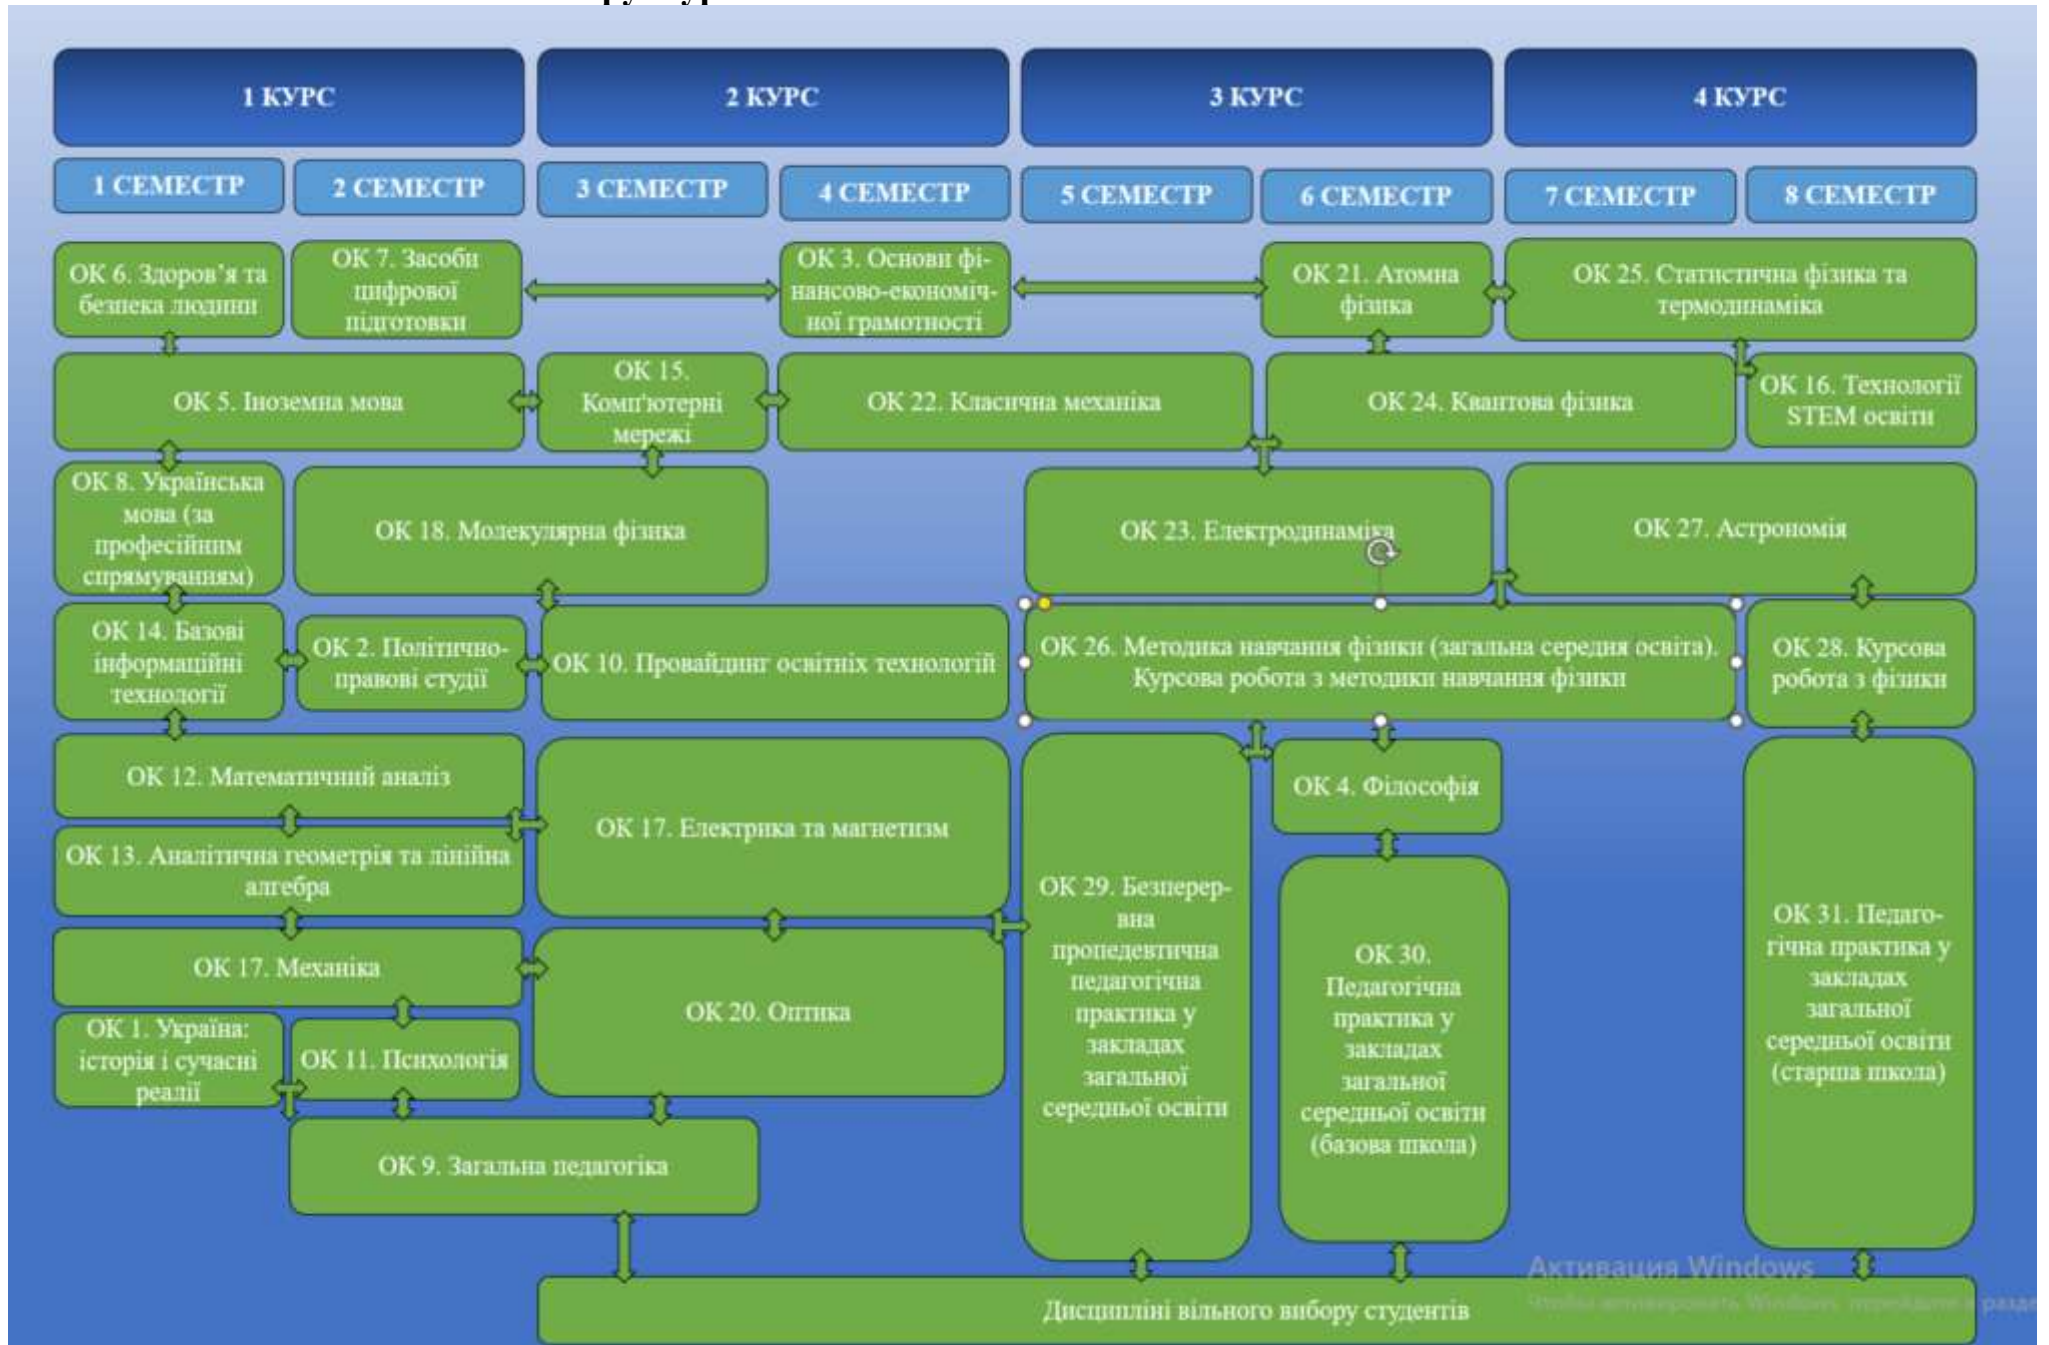 1 КУРС
2 КУРС
3 КУРС
4 КУРС
1 СЕМЕСТР
2 СЕМЕСТР
3 СЕМЕСТР
4 СЕМЕСТР
5 СЕМЕСТР
6 СЕМЕСТР
7 СЕМЕСТР
8 СЕМЕСТР
ОК 6. Здоров’я та
безпека людини
ОК 7. Засоби
цифрової
підготовки
ОК 3. Основи фі-
нансово-економіч-
ної грамотності
ОК 21. Атомна
фізика
ОК 25. Статистична фізика та
термодинаміка
ОК 5. Іноземна мова
ОК 15.
Комп'ютерні
мережі
ОК 22. Класична механіка
ОК 24. Квантова фізика
ОК 16. Технології
STEM освіти
ОК 8. Українська
мова (за
професійним
спрямуванням)
ОК 18. Молекулярна фізика
ОК 23. Електродинаміка
ОК 27. Астрономія
ОК 14. Базові
інформаційні
технології
ОК 2. Політично-
правові студії
ОК 10. Провайдинг освітніх технологій
ОК 26. Методика навчання фізики (загальна середня освіта).
Курсова робота з методики навчання фізики
ОК 28. Курсова
робота з фізики
ОК 12. Математичний аналіз
ОК 17. Електрика та магнетизм
ОК 4. Філософія
ОК 13. Аналітична геометрія та лінійна
алгебра
ОК 29. Безперер-
вна
пропедевтична
педагогічна
практика у
закладах
загальної
середньої освіти
ОК 30.
Педагогічна
практика у
закладах
загальної
середньої освіти
(базова школа)
ОК 31. Педаго-
гічна практика у
закладах
загальної
середньої освіти
(старша школа)
ОК 17. Механіка
ОК 20. Оптика
ОК 1. Україна:
історія і сучасні
реалії
ОК 11. Психологія
ОК 9. Загальна педагогіка
Активация Windows
Чтобы активировать Windows, перейдите в разде
Дисципліні вільного вибору студентів